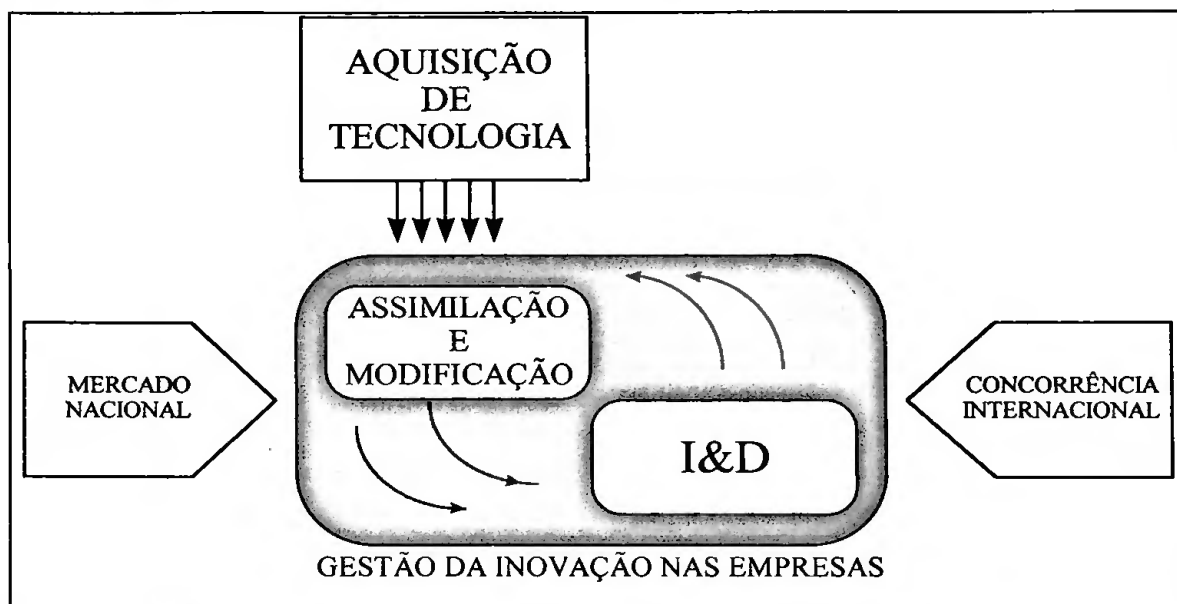 AQUISIÇÃO
DE
TECNOLOGIA
ASSIMILAÇÃO
E
MODIFICAÇÃO
MERCADO
NACIONAL
CONCORRÊNCIA
INTERNACIONAL
I&D
GESTÃO DA INOVAÇÃO NAS EMPRESAS